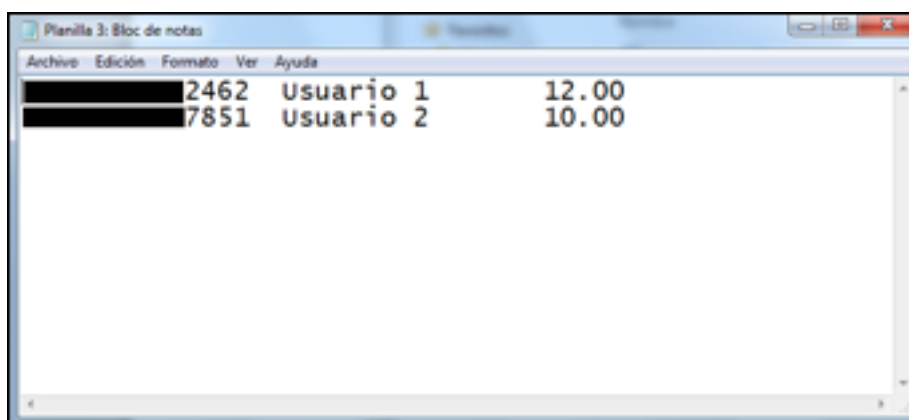 Planilla 3: Bloc de notas
Archivo Edición Formato Ver Ayuda
2462 Usuario 1 12.00
7851 Usuario 2 10.00